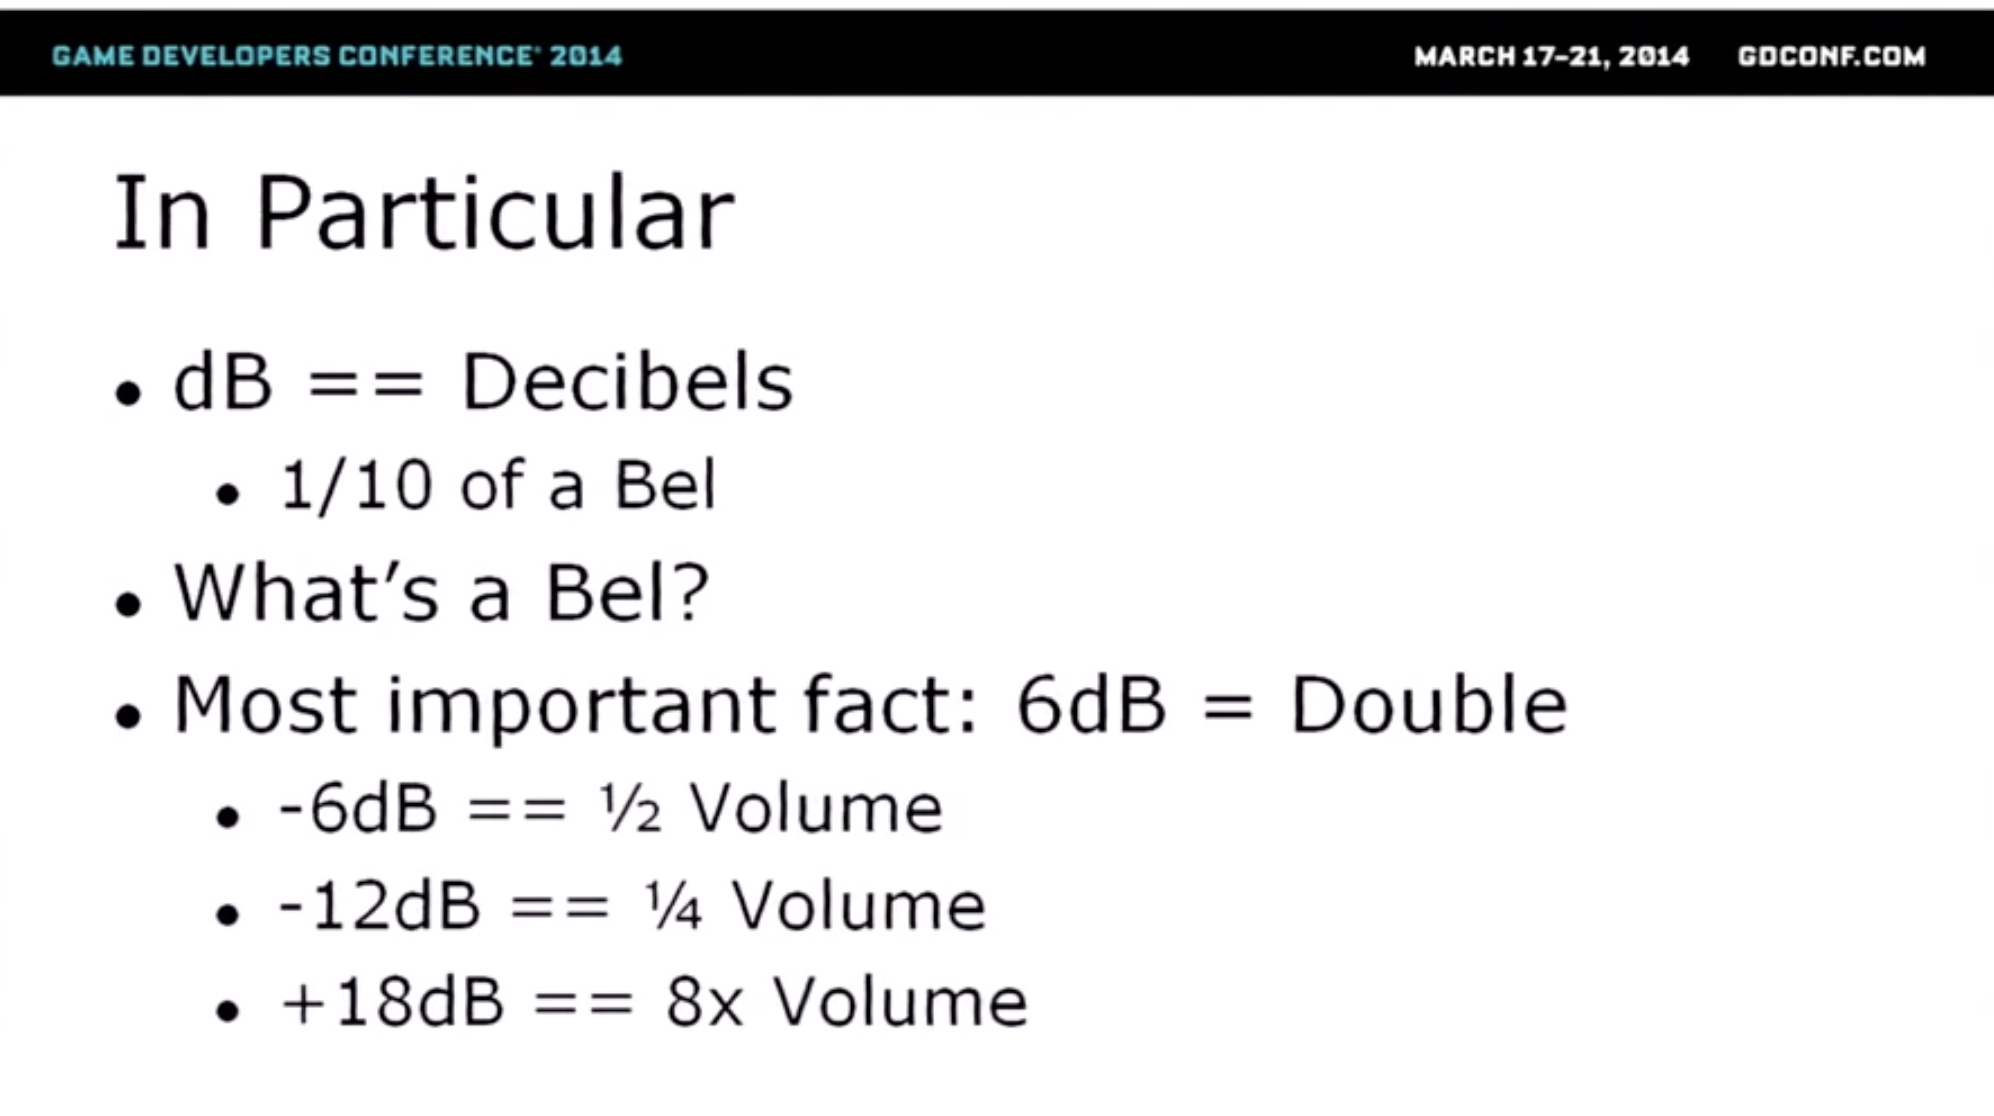 GAME DEVELOPERS CONFERENCE® 2014
MARCH 17–21, 2014 GDCONF.COM
In Particular
• dB == Decibels
• 1/10 of a Bel
• What’s a Bel?
• Most important fact: 6dB = Double
• -6dB == ½ Volume
• -12dB == ¼ Volume
• +18dB == 8x Volume